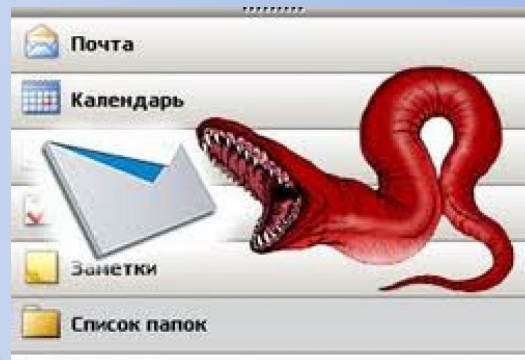 Почта
Календарь
Заметки
Список папок